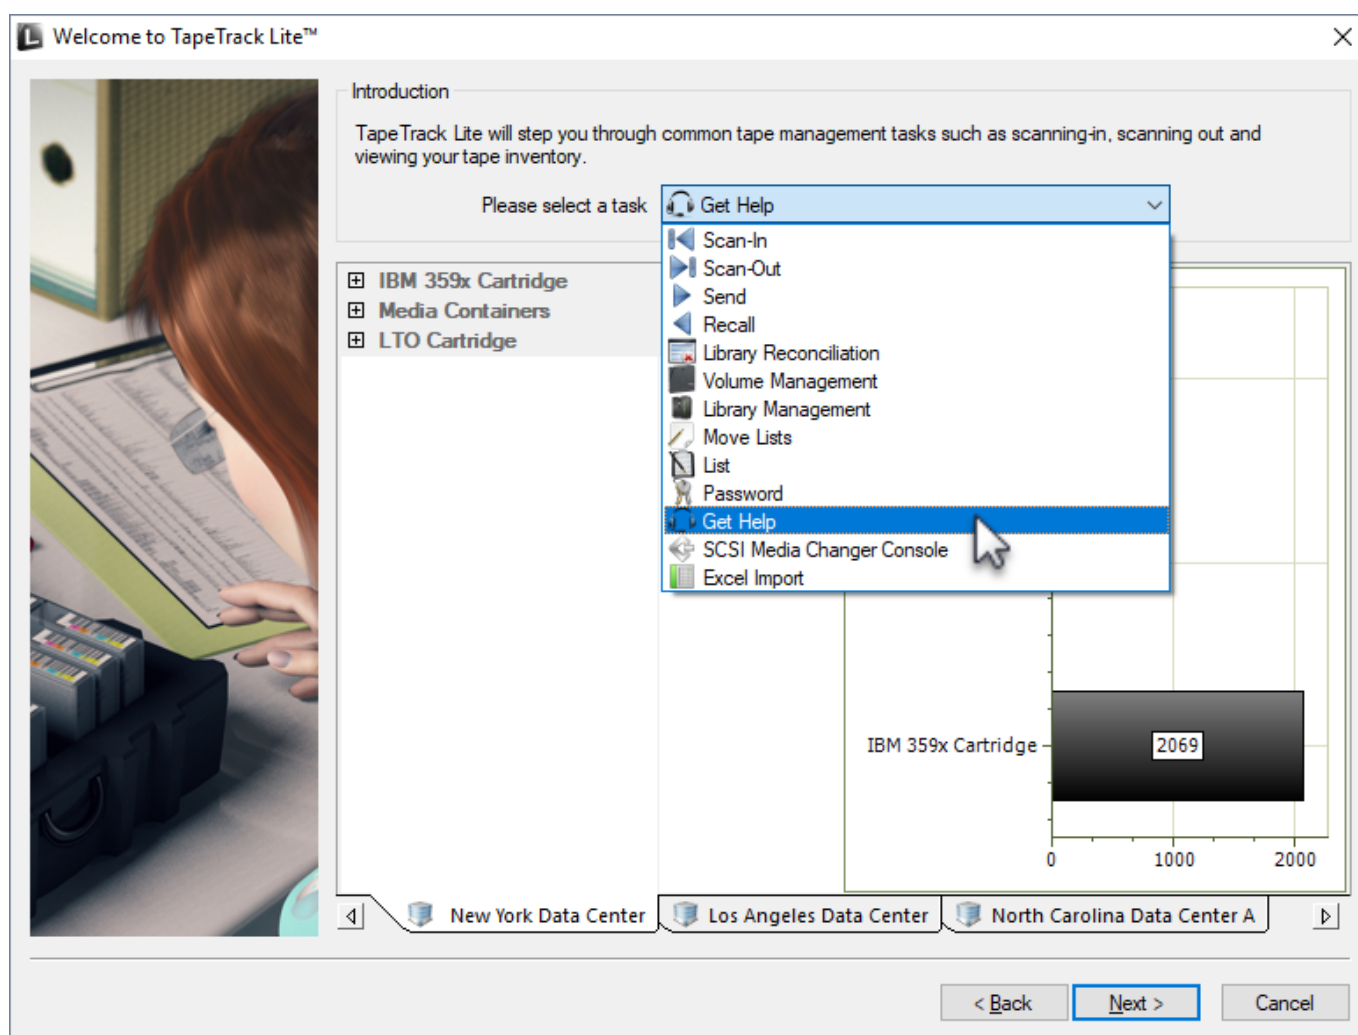 Welcome to TapeTrack Lite™
Introduction
TapeTrack Lite will step you through common tape management tasks such as scanning-in, scanning out and
viewing your tape inventory.
Please select a task
Get Help
Scan-In
Scan-Out
Send
Recall
Library Reconciliation
Volume Management
Library Management
Move Lists
List
Password
Get Help
SCSI Media Changer Console
Excel Import
IBM 359x Cartridge
Media Containers
LTO Cartridge
IBM 359x Cartridge
2069
0 1000 2000
New York Data Center
Los Angeles Data Center
North Carolina Data Center A
< Back
Next >
Cancel